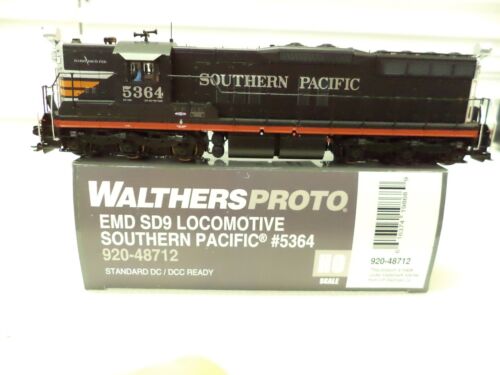 5364
SOUTHERN PACIFIC
WALTHERSPROTO
EMD SD9 LOCOMOTIVE
SOUTHERN PACIFIC® #5364
920-48712
STANDARD DC / DCC READY
HO
SCALE
920-48712